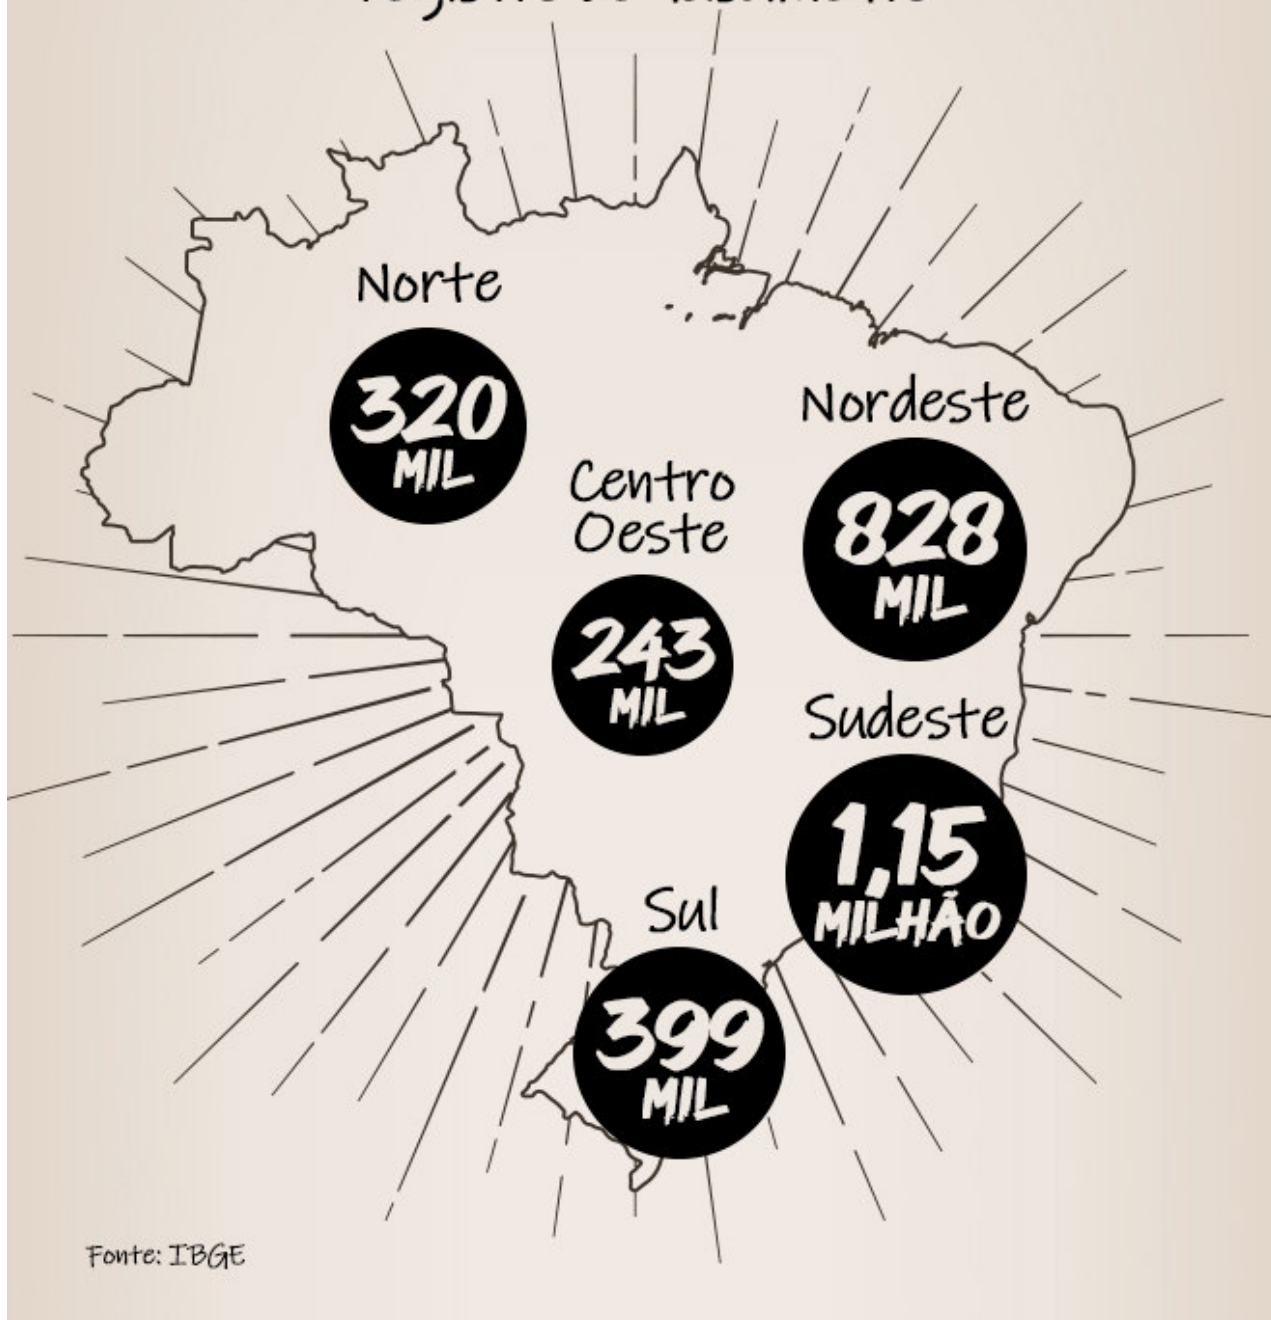 Norte
320
MIL
Nordeste
828
MIL
Centro
Oeste
243
MIL
Sudeste
1,15
MILHÃO
Sul
399
MIL
Fonte: IBGE